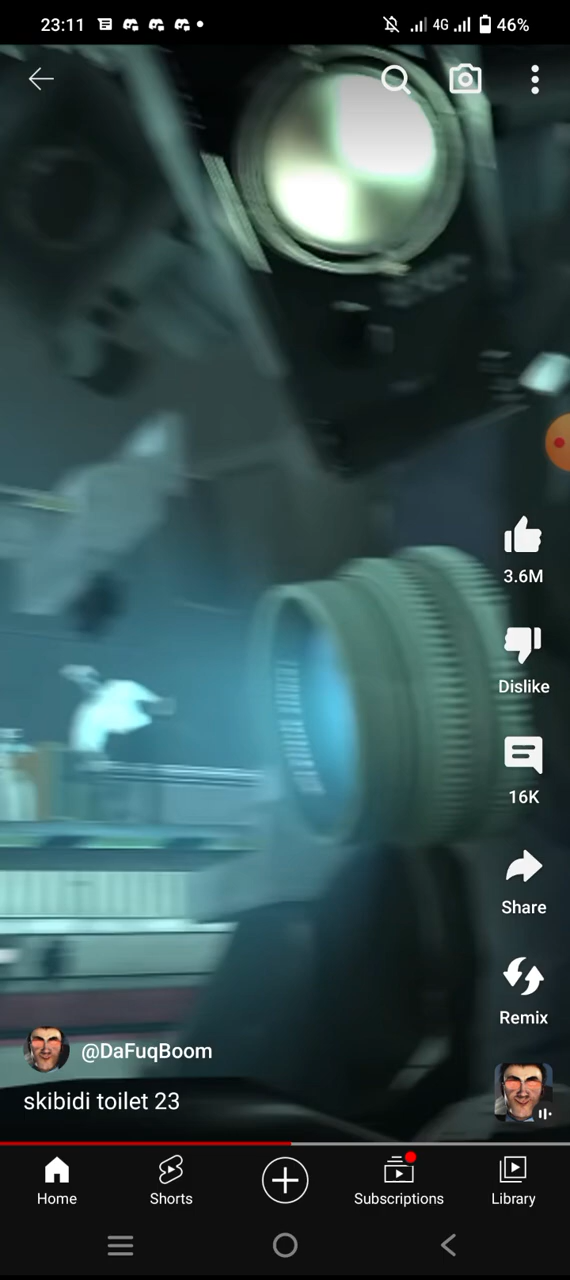 23:11
4G
46%
3.6M
Dislike
16K
Share
Remix
@DaFuqBoom
skibidi toilet 23
Home
Shorts
Subscriptions
Library